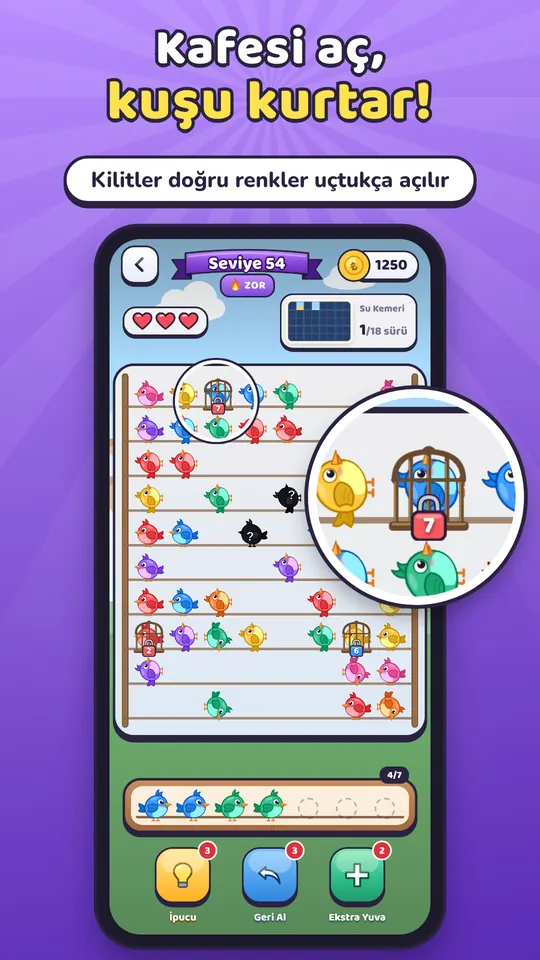 Kafesi aç,
kuşu kurtar!
Kilitler doğru renkler uçtukça açılır
Seviye 54
1250
ZOR
Su Kemeri
1/18 sürü
7
?
?
7
2
6
4/7
3
3
2
İpucu
Geri Al
Ekstra Yuva